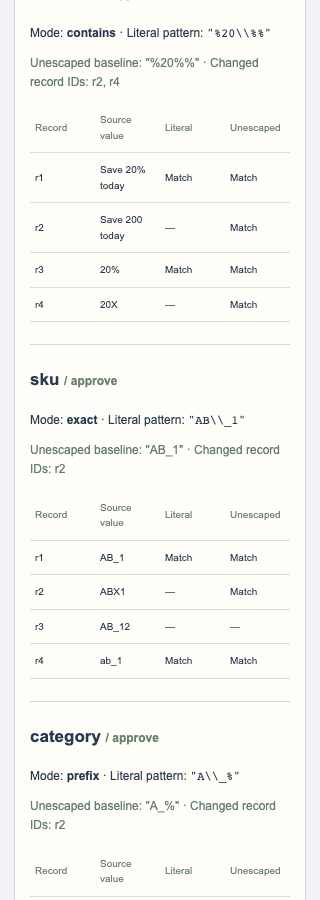 Mode: contains · Literal pattern: "%20\\%%"
Unescaped baseline: "%20%%" · Changed
record IDs: r2, r4
Record Source value Literal Unescaped
r1 Save 20% today Match Match
r2 Save 200 today — Match
r3 20% Match Match
r4 20X — Match
sku / approve
Mode: exact · Literal pattern: "AB\\_1"
Unescaped baseline: "AB_1" · Changed record
IDs: r2
Record Source value Literal Unescaped
r1 AB_1 Match Match
r2 ABX1 — Match
r3 AB_12 — —
r4 ab_1 Match Match
category / approve
Mode: prefix · Literal pattern: "A\\_%"
Unescaped baseline: "A_%" · Changed record
IDs: r2
Record Source value Literal Unescaped